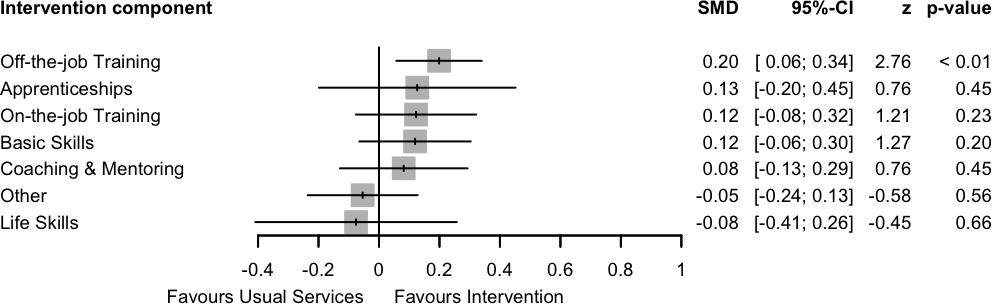 Intervention component SMD 95%-CI z p-value
Off-the-job Training 0.20 [ 0.06; 0.34] 2.76 < 0.01
Apprenticeships 0.13 [-0.20; 0.45] 0.76 0.45
On-the-job Training 0.12 [-0.08; 0.32] 1.21 0.23
Basic Skills 0.12 [-0.06; 0.30] 1.27 0.20
Coaching & Mentoring 0.08 [-0.13; 0.29] 0.76 0.45
Other -0.05 [-0.24; 0.13] -0.58 0.56
Life Skills -0.08 [-0.41; 0.26] -0.45 0.66
-0.4 -0.2 0 0.2 0.4 0.6 0.8 1
Favours Usual Services Favours Intervention